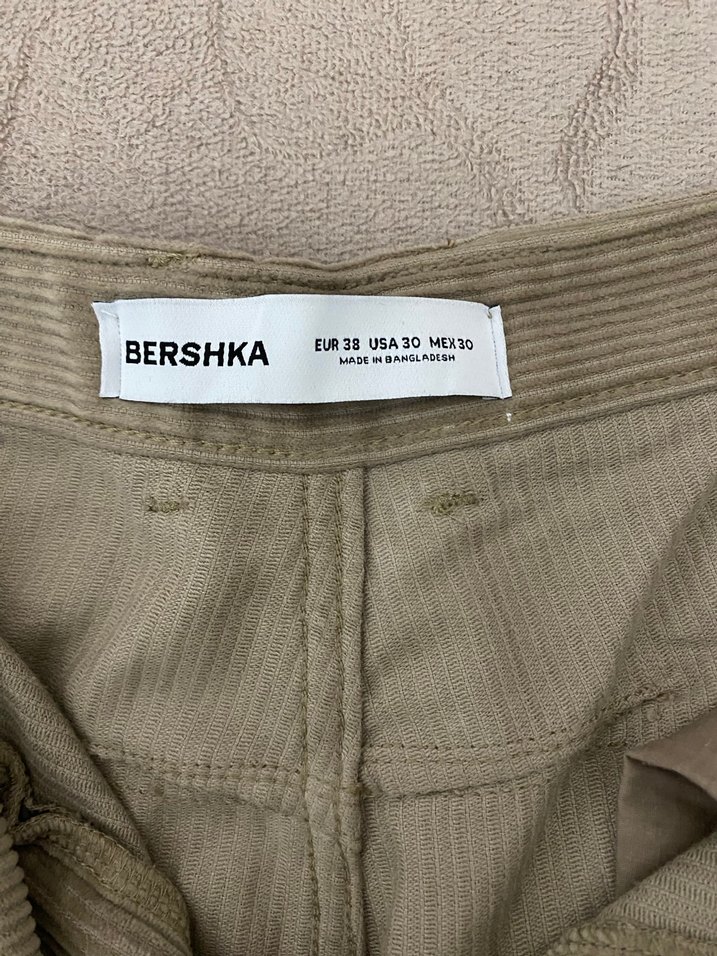 BERSHKA
EUR 38 USA 30 MEX 30
MADE IN BANGLADESH